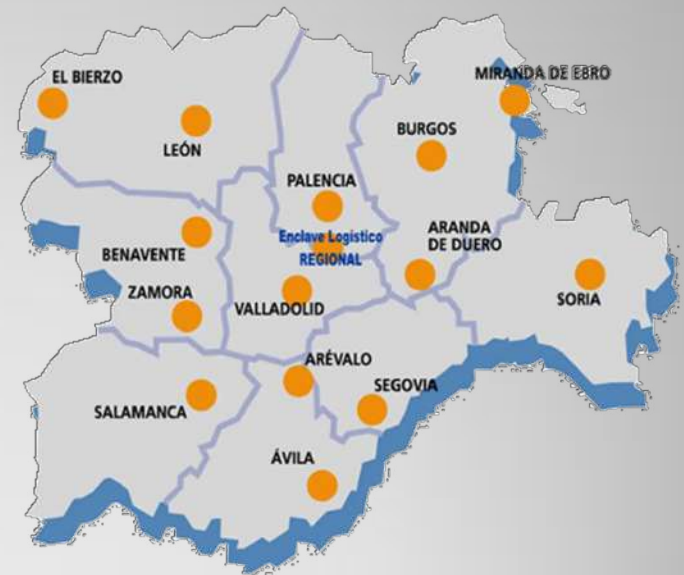 EL BIERZO
MIRANDA DE EBRO
LEÓN
BURGOS
PALENCIA
Enclave Logístico
REGIONAL
ARANDA
DE DUERO
BENAVENTE
ZAMORA
VALLADOLID
SORIA
ARÉVALO
SEGOVIA
SALAMANCA
ÁVILA